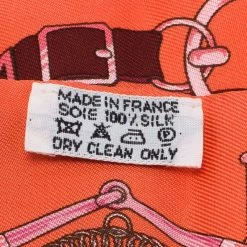 MADE IN FRANCE
SOIE 100% SILK
P
DRY CLEAN ONLY